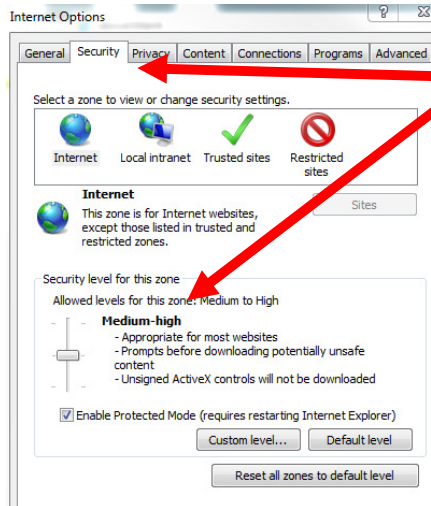 Internet Options
General Security Privacy Content Connections Programs Advanced
Select a zone to view or change security settings.
Internet Local intranet Trusted sites Restricted sites
Internet
This zone is for Internet websites,
except those listed in trusted and
restricted zones.
Sites
Security level for this zone
Allowed levels for this zone: Medium to High
Medium-high
- Appropriate for most websites
- Prompts before downloading potentially unsafe
content
- Unsigned ActiveX controls will not be downloaded
Enable Protected Mode (requires restarting Internet Explorer)
Custom level... Default level
Reset all zones to default level